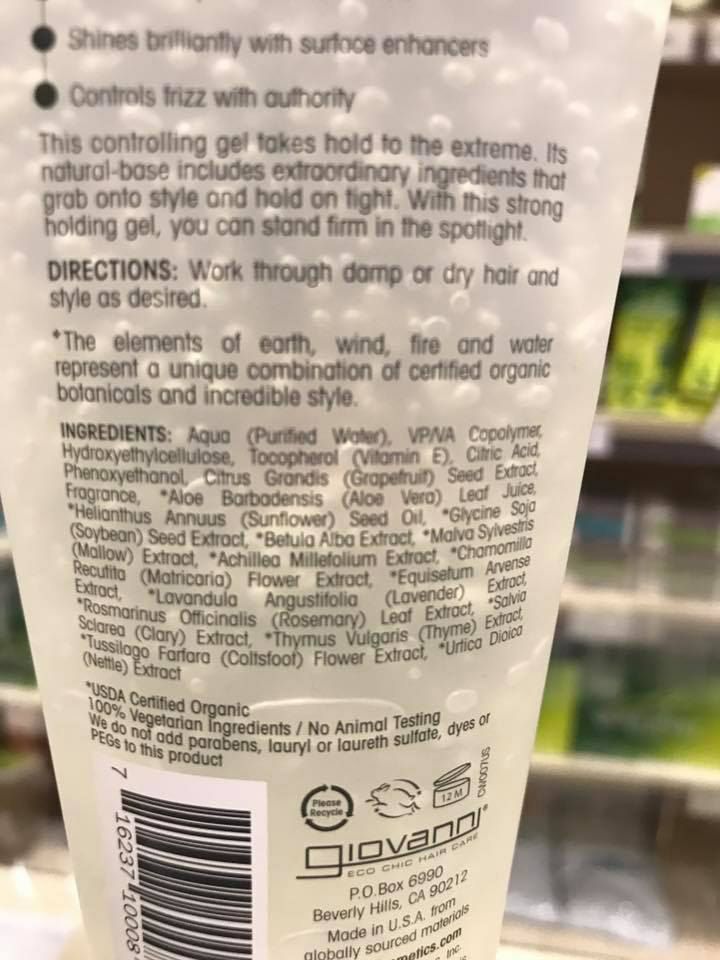 Shines brilliantly with surface enhancers
Controls frizz with authority
This controlling gel takes hold to the extreme. Its
natural-base includes extraordinary ingredients that
grab onto style and hold on tight. With this strong
holding gel, you can stand firm in the spotlight.
DIRECTIONS: Work through damp or dry hair and
style as desired.
*The elements of earth, wind, fire and water
represent a unique combination of certified organic
botanicals and incredible style.
INGREDIENTS: Aqua (Purified Water), VP/VA Copolymer,
Hydroxyethylcellulose, Tocopherol (Vitamin E), Citric Acid,
Phenoxyethanol, Citrus Grandis (Grapefruit) Seed Extract,
Fragrance, *Aloe Barbadensis (Aloe Vera) Leaf Juice,
*Helianthus Annuus (Sunflower) Seed Oil, *Glycine Soja
(Soybean) Seed Extract, *Betula Alba Extract, *Malva Sylvestris
(Mallow) Extract, *Achillea Millefolium Extract, *Chamomilla
Recutita (Matricaria) Flower Extract, *Equisetum Arvense
Extract, *Lavandula Angustifolia (Lavender) Extract,
*Rosmarinus Officinalis (Rosemary) Leaf Extract, *Salvia
Sclarea (Clary) Extract, *Thymus Vulgaris (Thyme) Extract,
*Tussilago Farfara (Coltsfoot) Flower Extract, *Urtica Dioica
(Nettle) Extract
*USDA Certified Organic
100% Vegetarian Ingredients / No Animal Testing
We do not add parabens, lauryl or laureth sulfate, dyes or
PEGs to this product
7 16237 10008
Please
Recycle
12 M
giovanni®
ECO CHIC HAIR CARE
P.O.Box 6990
Beverly Hills, CA 90212
Made in U.S.A. from
globally sourced materials
metics.com
Inc.